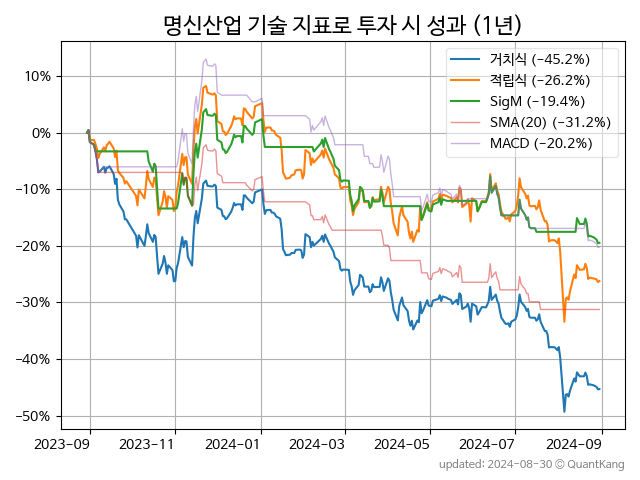 명신산업 기술 지표로 투자 시 성과 (1년)
거치식 (−45.2%)
적립식 (−26.2%)
SigM (−19.4%)
SMA(20) (−31.2%)
MACD (−20.2%)
10%
0%
−10%
−20%
−30%
−40%
−50%
2023-09 2023-11 2024-01 2024-03 2024-05 2024-07 2024-09
updated: 2024-08-30 © QuantKang